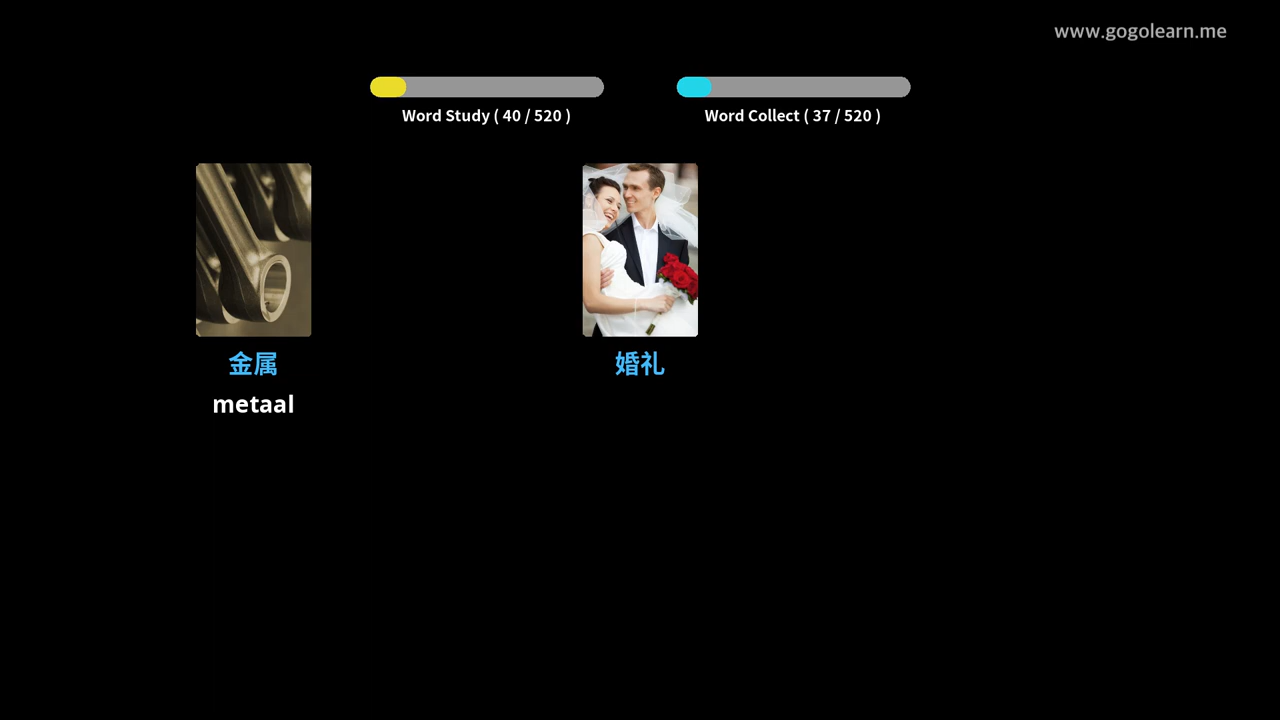 www.gogolearn.me
Word Study ( 40 / 520 )
Word Collect ( 37 / 520 )
金属
婚礼
metaal